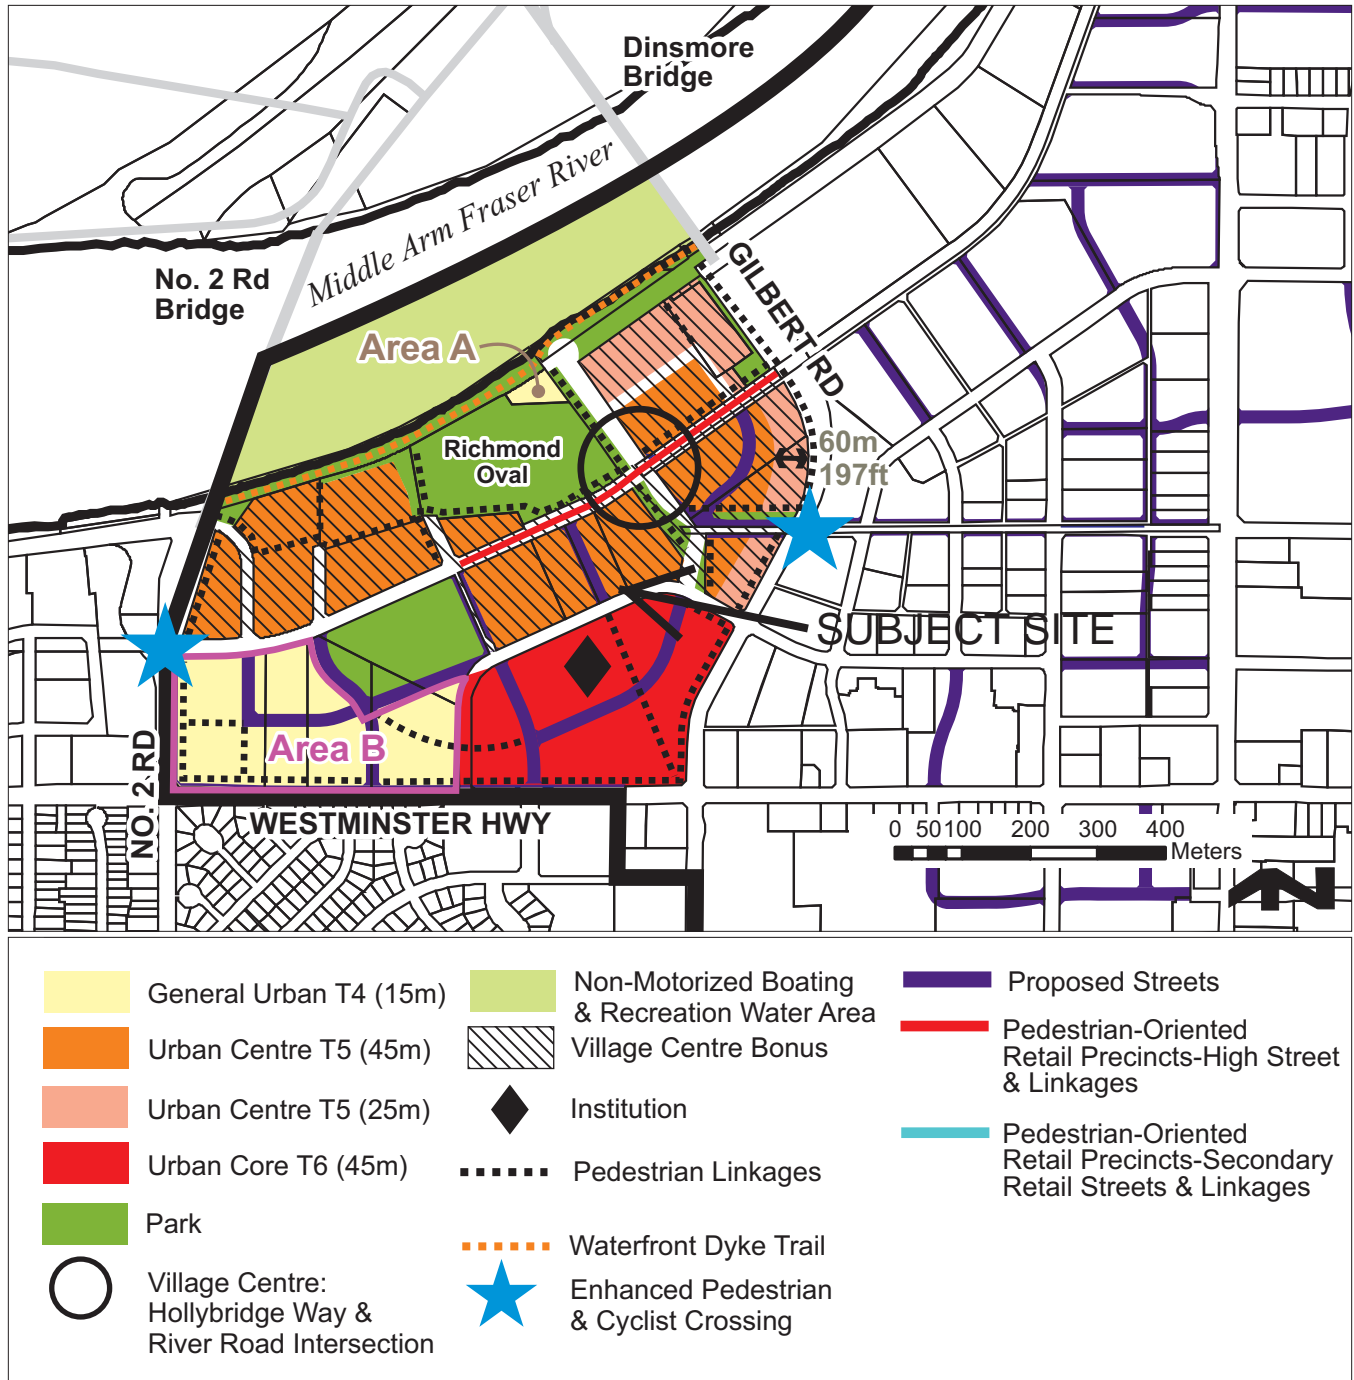 Dinsmore
Bridge
Middle Arm Fraser River
No. 2 Rd
Bridge
GILBERT RD
Area A
Richmond
Oval
60m
197ft
SUBJECT SITE
Area B
NO. 2 RD
WESTMINSTER HWY
0 50 100 200 300 400
Meters
General Urban T4 (15m)
Urban Centre T5 (45m)
Urban Centre T5 (25m)
Urban Core T6 (45m)
Park
Village Centre:
Hollybridge Way &
River Road Intersection
Non-Motorized Boating
& Recreation Water Area
Village Centre Bonus
Institution
Pedestrian Linkages
Waterfront Dyke Trail
Enhanced Pedestrian
& Cyclist Crossing
Proposed Streets
Pedestrian-Oriented
Retail Precincts-High Street
& Linkages
Pedestrian-Oriented
Retail Precincts-Secondary
Retail Streets & Linkages